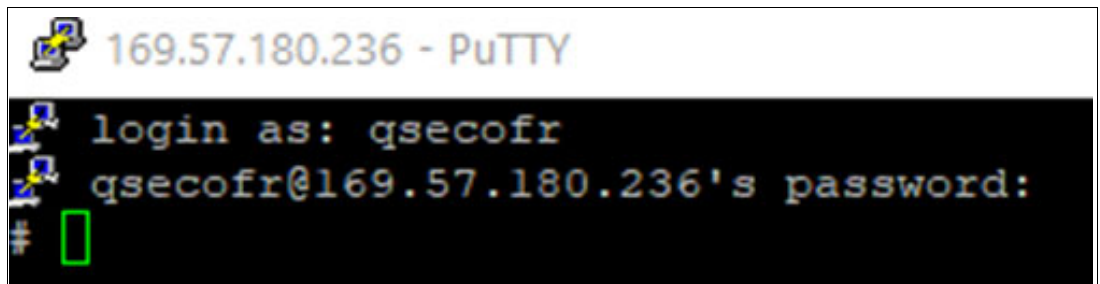 169.57.180.236 - PuTTY
login as: qsecofr
qsecofr@169.57.180.236's password:
#